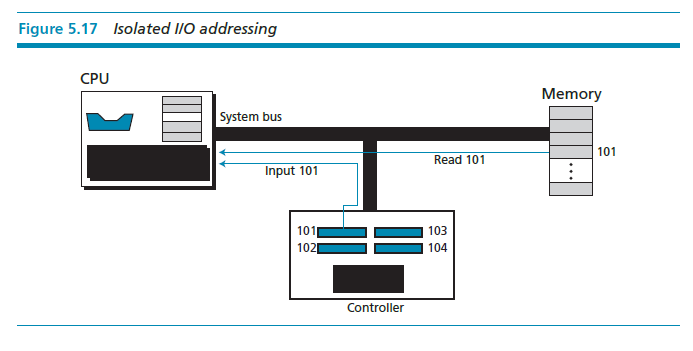 Figure 5.17 Isolated I/O addressing
CPU
Memory
System bus
101
Read 101
Input 101
101
103
102
104
Controller